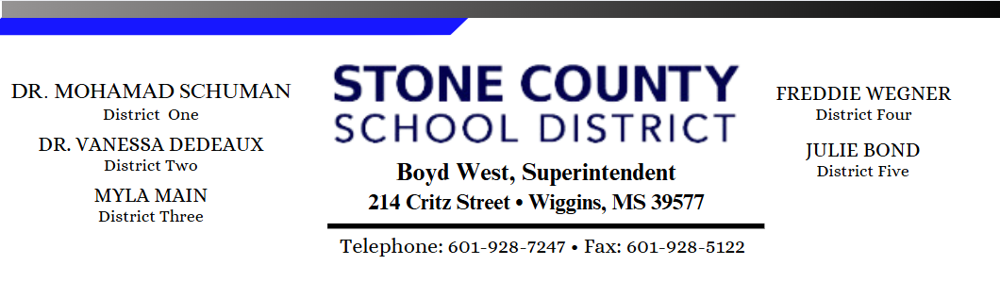 DR. MOHAMAD SCHUMAN
District One
DR. VANESSA DEDEAUX
District Two
MYLA MAIN
District Three
STONE COUNTY
SCHOOL DISTRICT
Boyd West, Superintendent
214 Critz Street • Wiggins, MS 39577
Telephone: 601-928-7247 • Fax: 601-928-5122
FREDDIE WEGNER
District Four
JULIE BOND
District Five